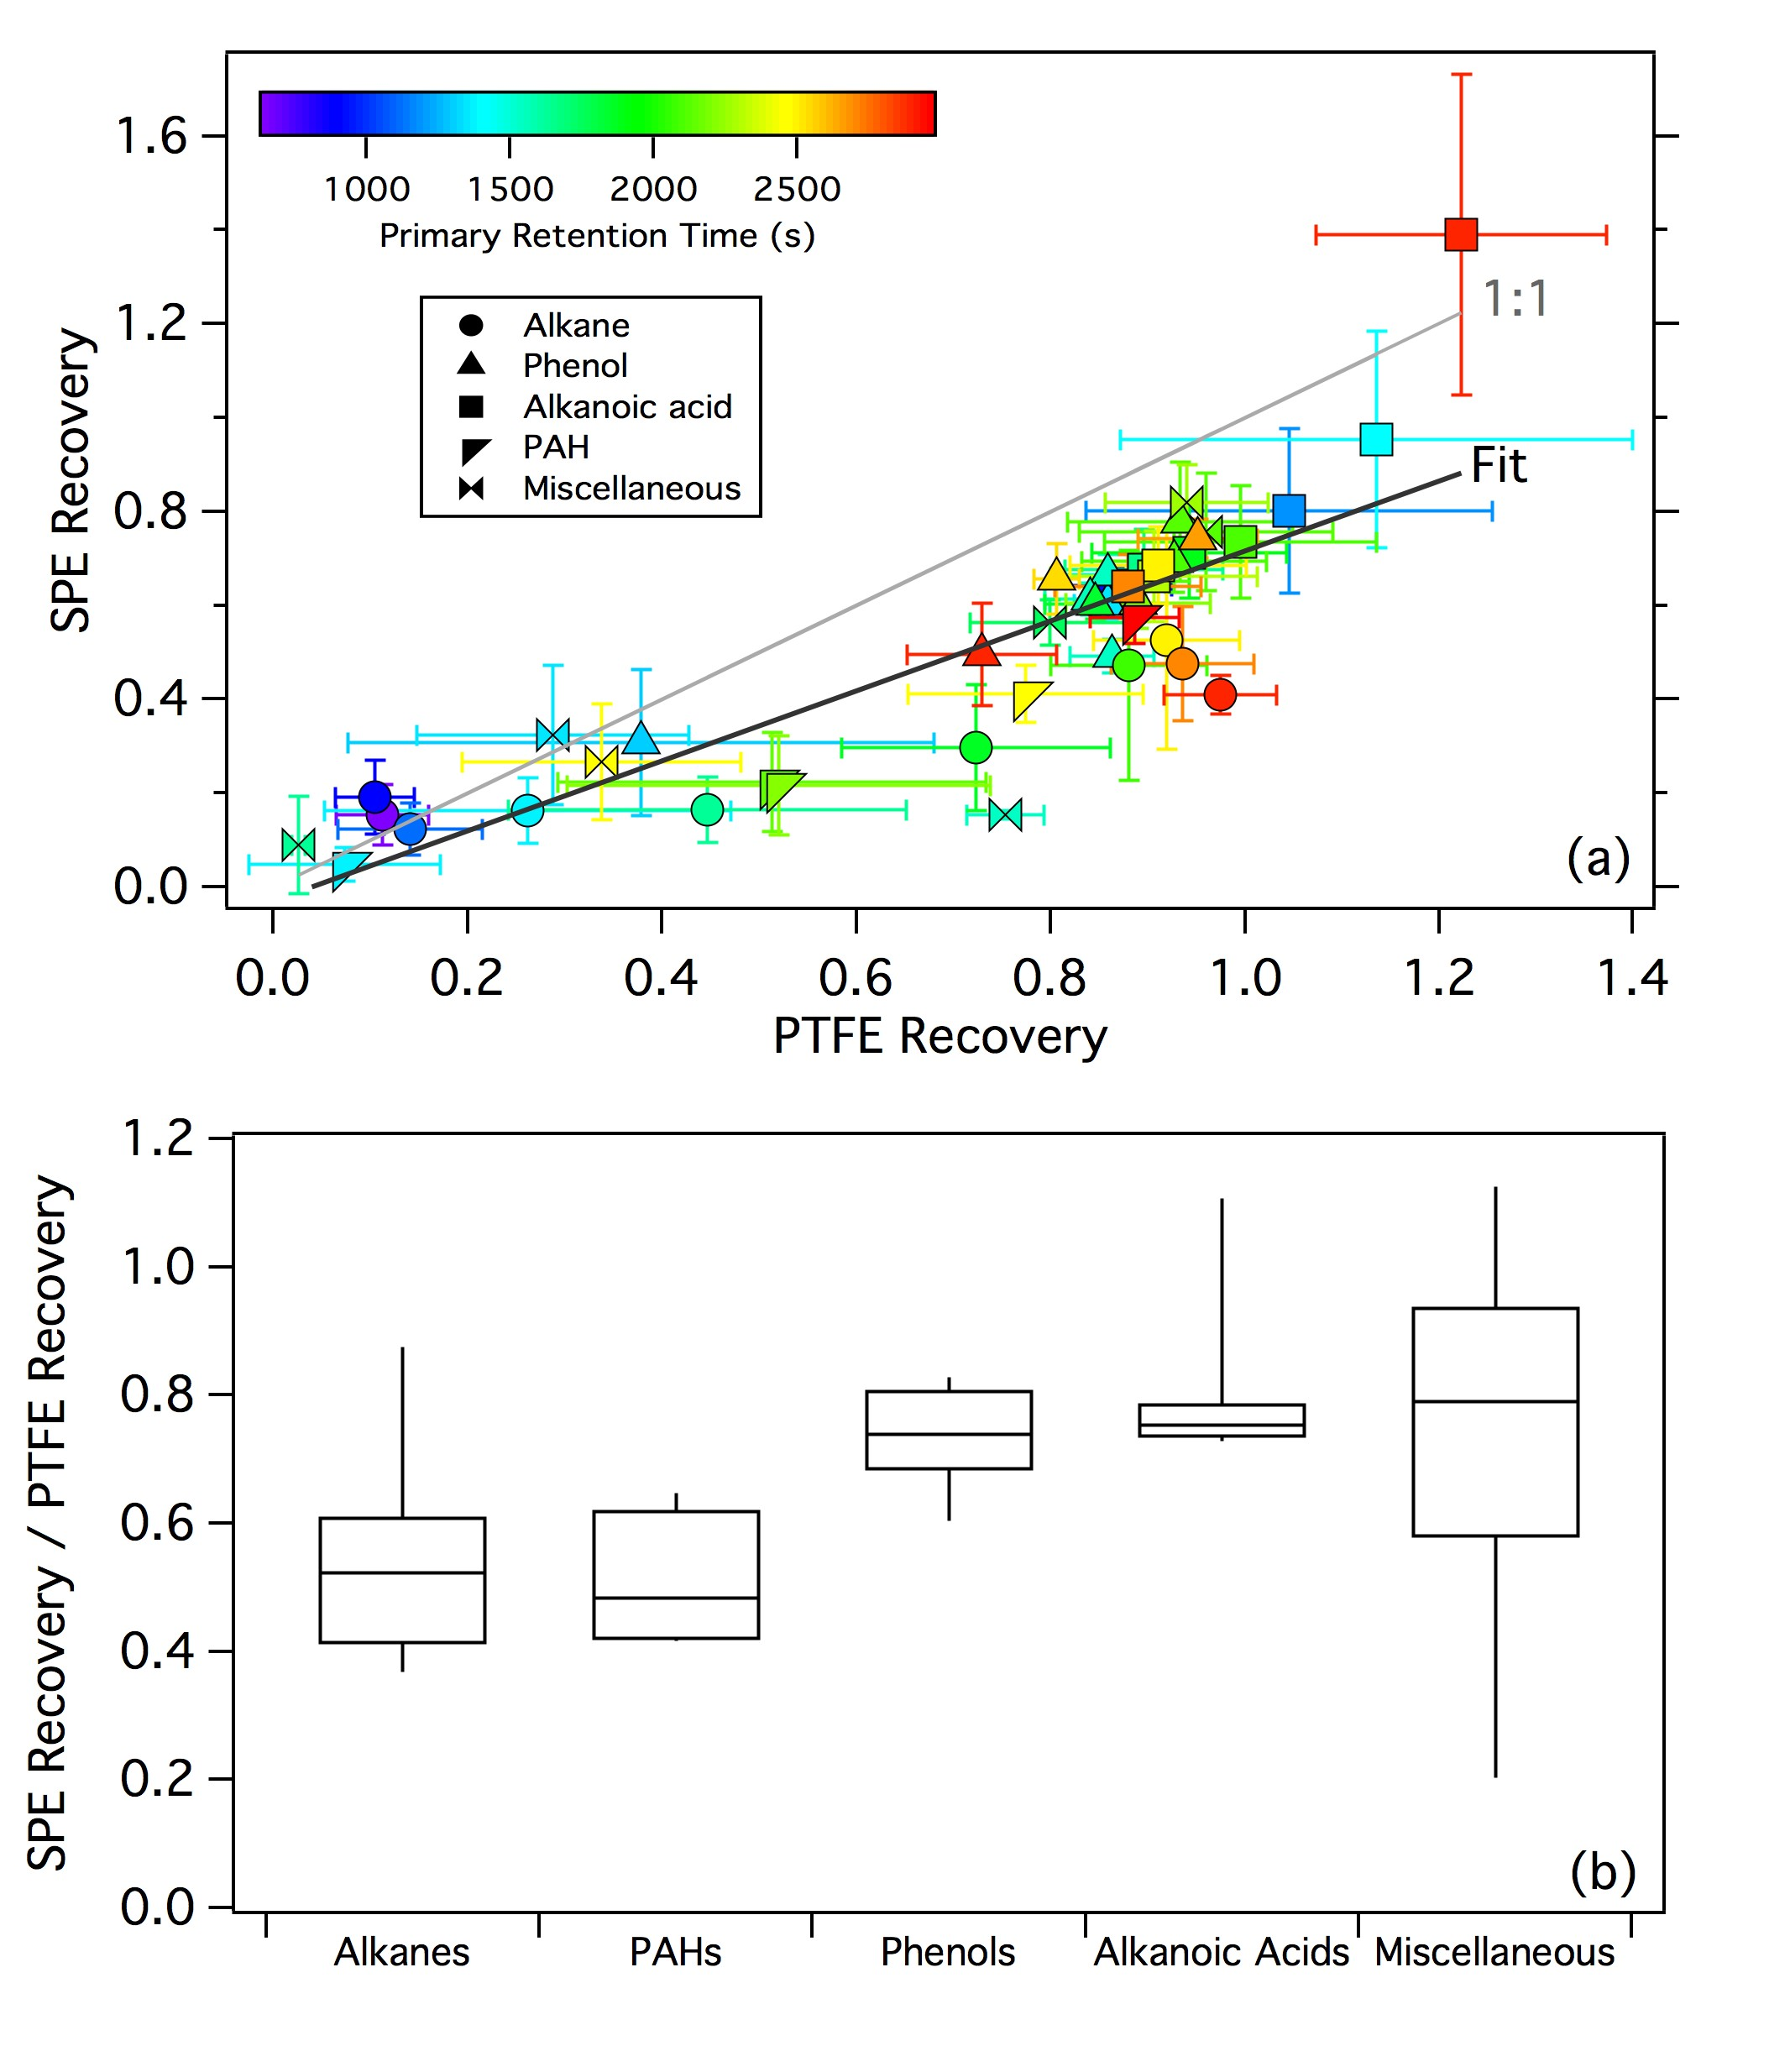 1000 1500 2000 2500
Primary Retention Time (s)
Alkane
Phenol
Alkanoic acid
PAH
Miscellaneous
1:1
Fit
(a)
SPE Recovery
1.6
1.2
0.8
0.4
0.0
0.0 0.2 0.4 0.6 0.8 1.0 1.2 1.4
PTFE Recovery
SPE Recovery / PTFE Recovery
1.2
1.0
0.8
0.6
0.4
0.2
0.0
(b)
Alkanes PAHs Phenols Alkanoic Acids Miscellaneous